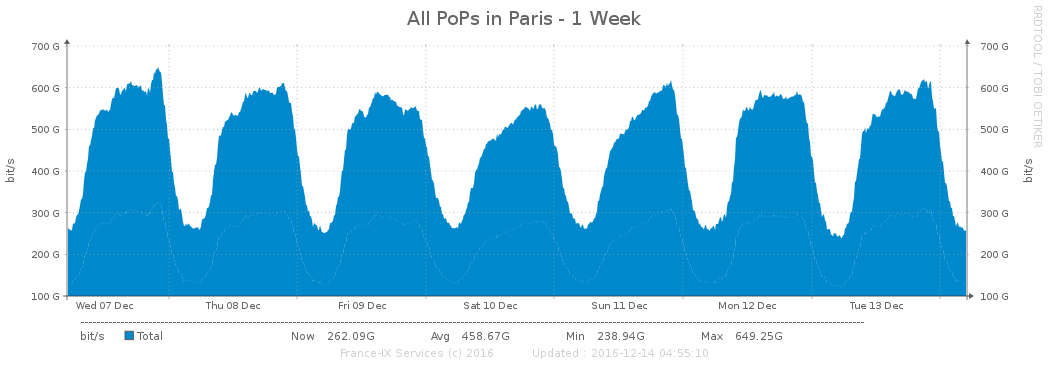 All PoPs in Paris - 1 Week
RRDTOOL / TOBI OETIKER
bit/s
bit/s
700 G 700 G
600 G 600 G
500 G 500 G
400 G 400 G
300 G 300 G
200 G 200 G
100 G 100 G
Wed 07 Dec Thu 08 Dec Fri 09 Dec Sat 10 Dec Sun 11 Dec Mon 12 Dec Tue 13 Dec
bit/s Total Now 262.09G Avg 458.67G Min 238.94G Max 649.25G
France-IX Services (c) 2016 Updated : 2016-12-14 04:55:10